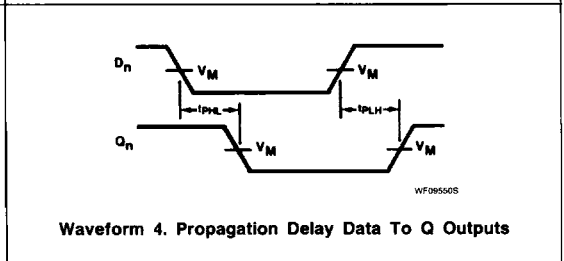 Dn
VM
VM
tPHL
tPLH
Qn
VM
VM
WF09550S
Waveform 4. Propagation Delay Data To Q Outputs